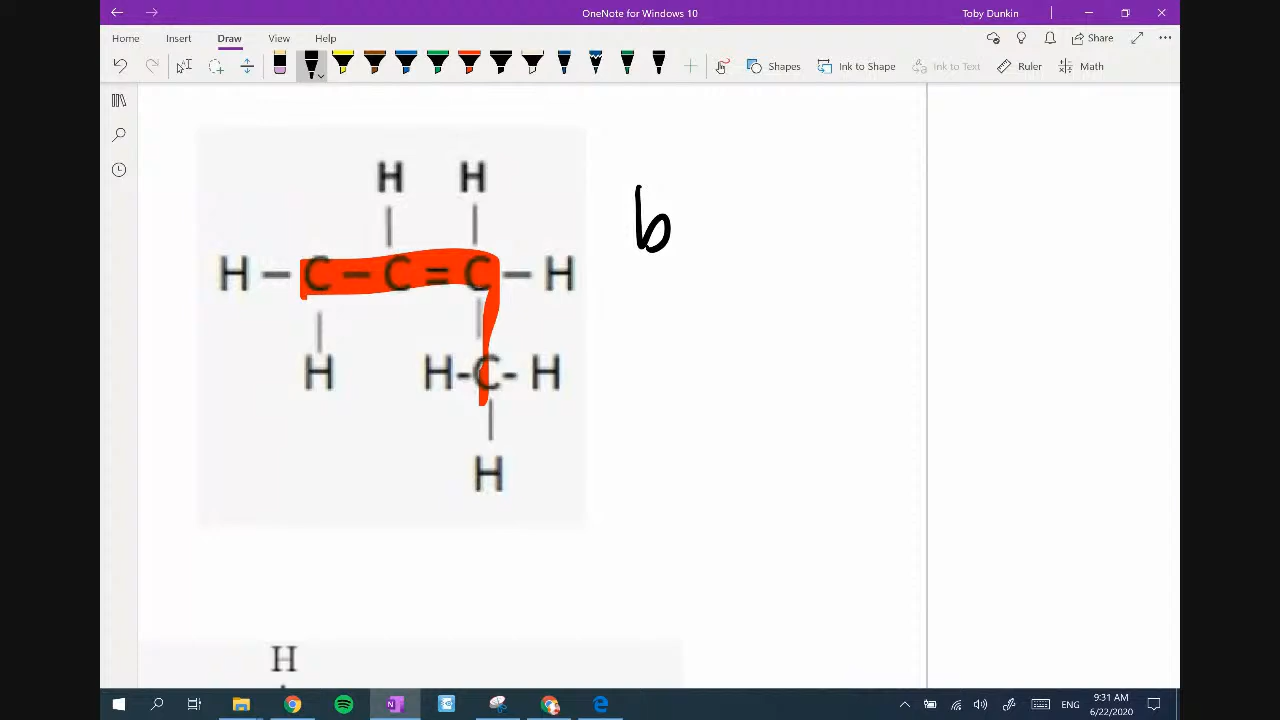 OneNote for Windows 10
Toby Dunkin
Home Insert Draw View Help
Share
Shapes Ink to Shape Ink to Text Ruler Math
H H
H – C – C = C – H
H H-C- H
H
b
H
ENG 9:31 AM
6/22/2020